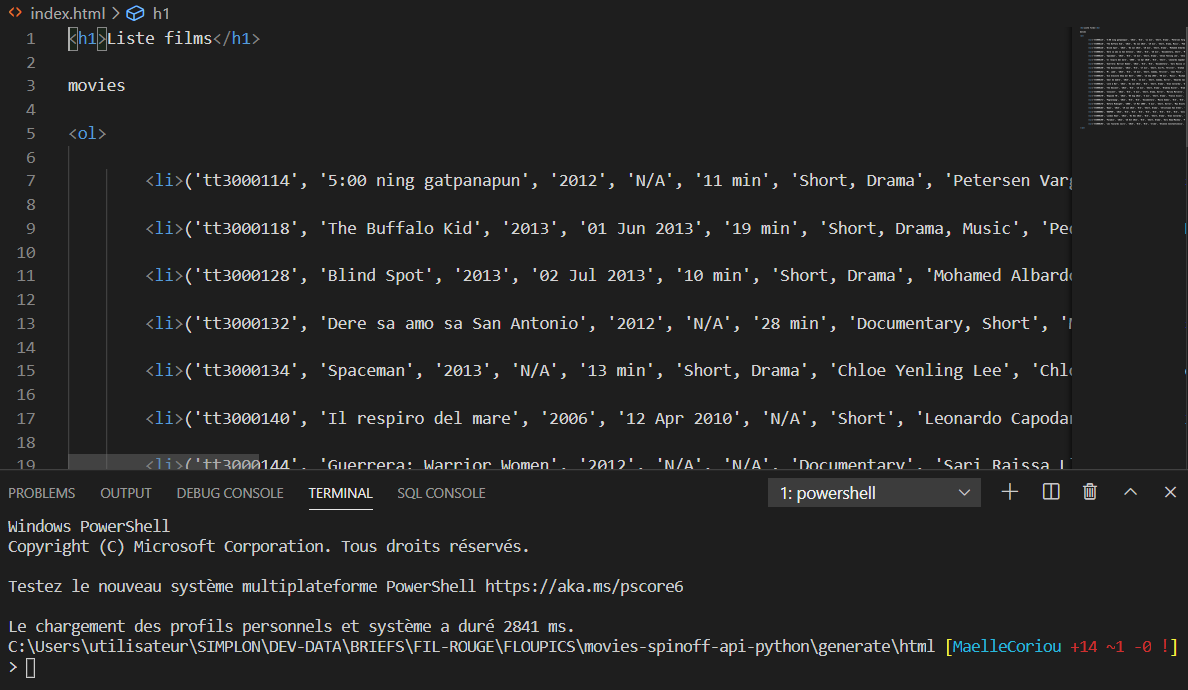 index.html > h1
1 <h1>Liste films</h1>
2
3 movies
4
5 <ol>
6
7 <li>('tt3000114', '5:00 ning gatpanapun', '2012', 'N/A', '11 min', 'Short, Drama', 'Petersen Varg
8
9 <li>('tt3000118', 'The Buffalo Kid', '2013', '01 Jun 2013', '19 min', 'Short, Drama, Music', 'Pec
10
11 <li>('tt3000128', 'Blind Spot', '2013', '02 Jul 2013', '10 min', 'Short, Drama', 'Mohamed Albardo
12
13 <li>('tt3000132', 'Dere sa amo sa San Antonio', '2012', 'N/A', '28 min', 'Documentary, Short', '
14
15 <li>('tt3000134', 'Spaceman', '2013', 'N/A', '13 min', 'Short, Drama', 'Chloe Yenling Lee', 'Chlo
16
17 <li>('tt3000140', 'Il respiro del mare', '2006', '12 Apr 2010', 'N/A', 'Short', 'Leonardo Capodar
18
19 <li>('tt3000144', 'Guerrera: Warrior Women', '2012', 'N/A', 'N/A', 'Documentary', 'Sari Raissa
PROBLEMS OUTPUT DEBUG CONSOLE TERMINAL SQL CONSOLE 1: powershell
Windows PowerShell
Copyright (C) Microsoft Corporation. Tous droits réservés.
Testez le nouveau système multiplateforme PowerShell https://aka.ms/pscore6
Le chargement des profils personnels et système a duré 2841 ms.
C:\Users\utilisateur\SIMPLON\DEV-DATA\BRIEFS\FIL-ROUGE\FLOUPICS\movies-spinoff-api-python\generate\html [MaelleCoriou +14 ~1 -0 !]
>